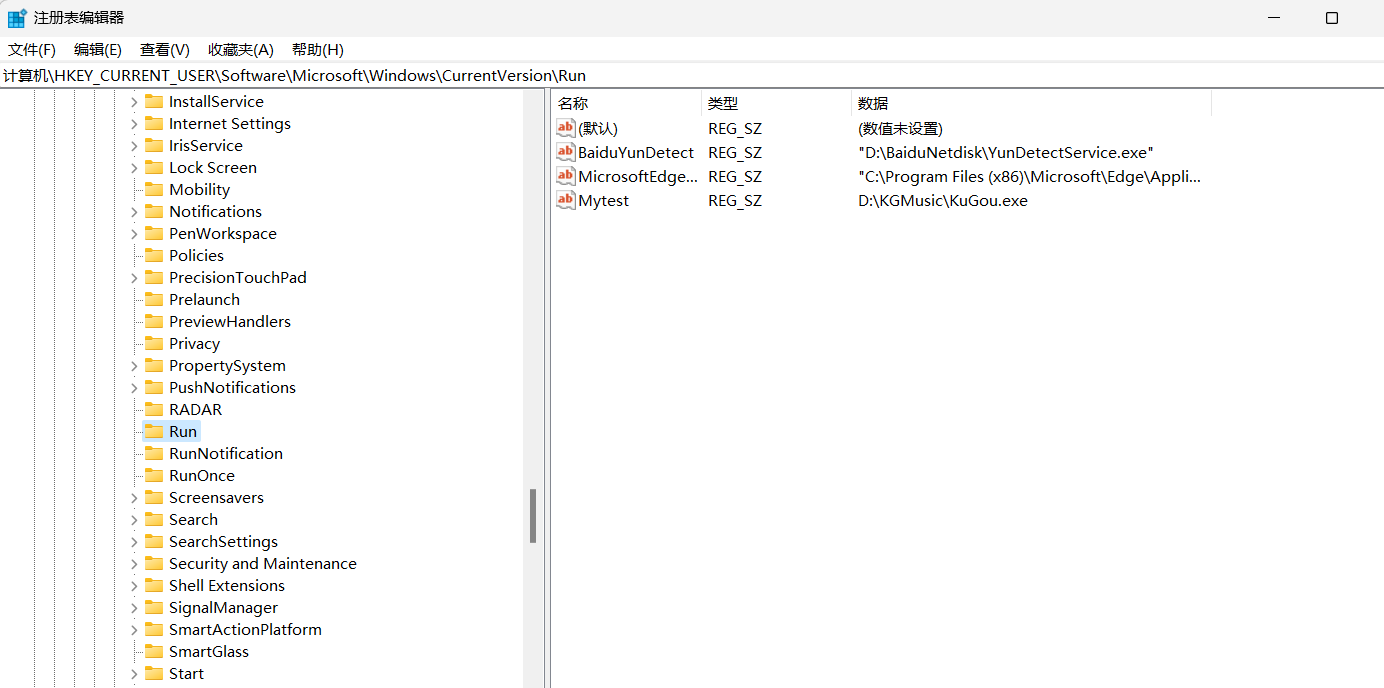 注册表编辑器
文件(F) 编辑(E) 查看(V) 收藏夹(A) 帮助(H)
计算机\HKEY_CURRENT_USER\Software\Microsoft\Windows\CurrentVersion\Run
InstallService
Internet Settings
IrisService
Lock Screen
Mobility
Notifications
PenWorkspace
Policies
PrecisionTouchPad
Prelaunch
PreviewHandlers
Privacy
PropertySystem
PushNotifications
RADAR
Run
RunNotification
RunOnce
Screensavers
Search
SearchSettings
Security and Maintenance
Shell Extensions
SignalManager
SmartActionPlatform
SmartGlass
Start
名称 类型 数据
ab (默认) REG_SZ (数值未设置)
ab BaiduYunDetect REG_SZ "D:\BaiduNetdisk\YunDetectService.exe"
ab MicrosoftEdge... REG_SZ "C:\Program Files (x86)\Microsoft\Edge\Appli...
ab Mytest REG_SZ D:\KGMusic\KuGou.exe